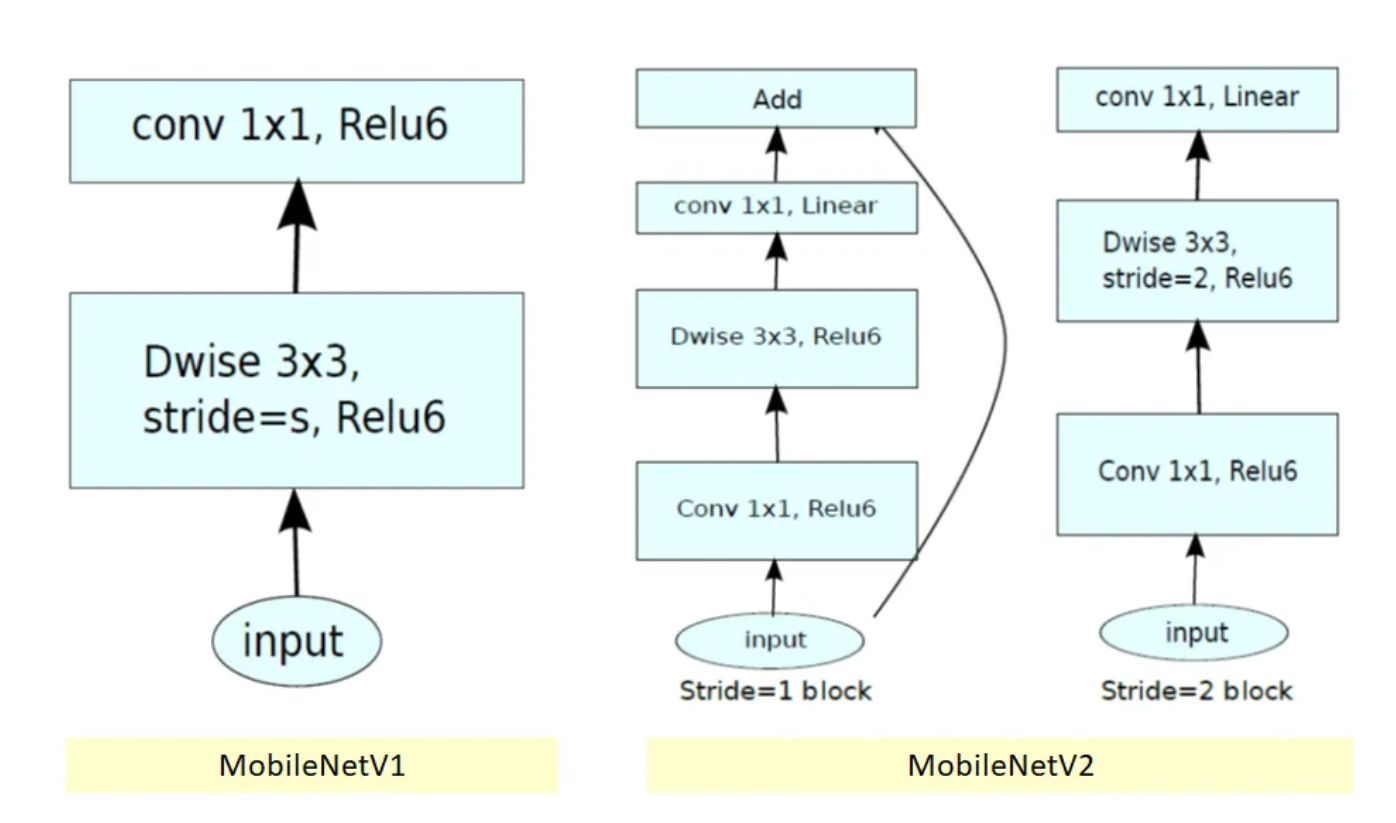 conv 1x1, Relu6
Dwise 3x3,
stride=s, Relu6
input
MobileNetV1
Add
conv 1x1, Linear
Dwise 3x3, Relu6
Conv 1x1, Relu6
input
Stride=1 block
conv 1x1, Linear
Dwise 3x3,
stride=2, Relu6
Conv 1x1, Relu6
input
Stride=2 block
MobileNetV2